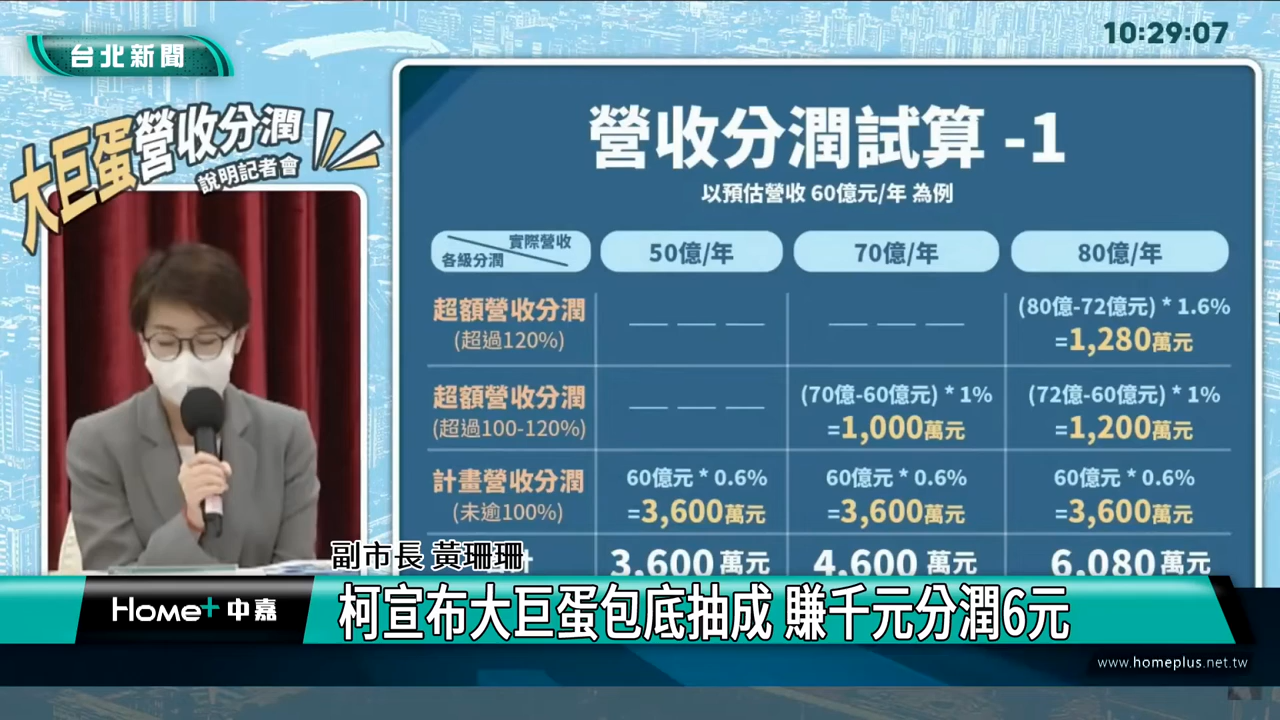 台北新聞
10:29:07
大巨蛋營收分潤
說明記者會
營收分潤試算 -1
以預估營收 60億元/年 為例
實際營收
各級分潤
50億/年
70億/年
80億/年
超額營收分潤
(超過120%)
— — —
— — —
(80億-72億元) * 1.6%
=1,280萬元
超額營收分潤
(超過100-120%)
— — —
(70億-60億元) * 1%
=1,000萬元
(72億-60億元) * 1%
=1,200萬元
計畫營收分潤
(未逾100%)
60億元 * 0.6%
=3,600萬元
60億元 * 0.6%
=3,600萬元
60億元 * 0.6%
=3,600萬元
3,600 萬元
4,600 萬元
6,080 萬元
副市長 黃珊珊
Home+ 中嘉
柯宣布大巨蛋包底抽成 賺千元分潤6元
www.homeplus.net.tw